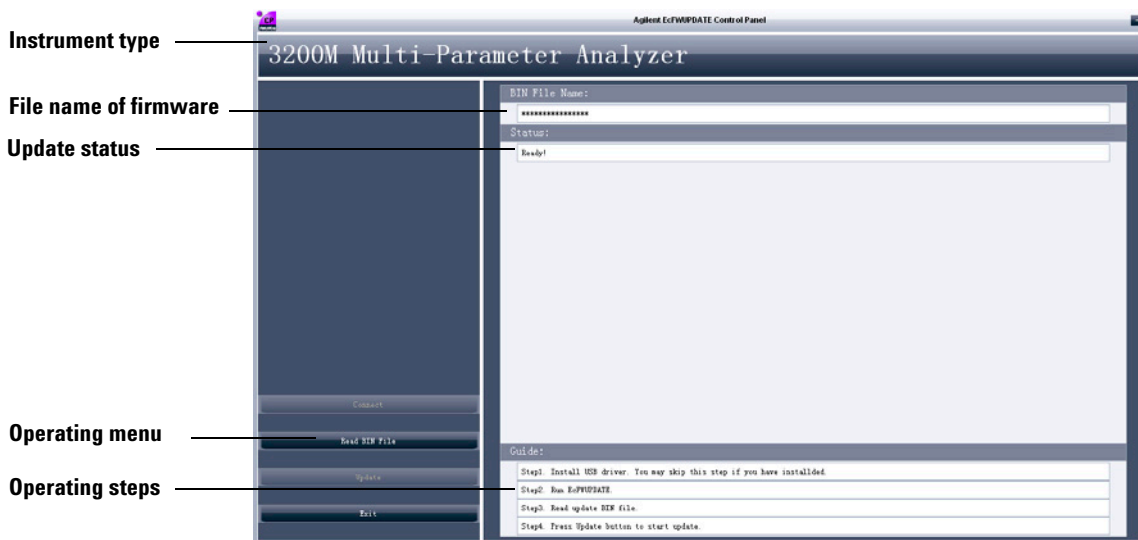 Agilent EcFWUPDATE Control Panel
Instrument type
3200M Multi-Parameter Analyzer
BIN File Name:
File name of firmware
****************
Status:
Update status
Ready!
Connect
Operating menu
Read BIN File
Guide:
Step1. Install USB driver. You may skip this step if you have installded.
Update
Operating steps
Step2. Run EcFWUPDATE.
Step3. Read update BIN file.
Exit
Step4. Press Update button to start update.